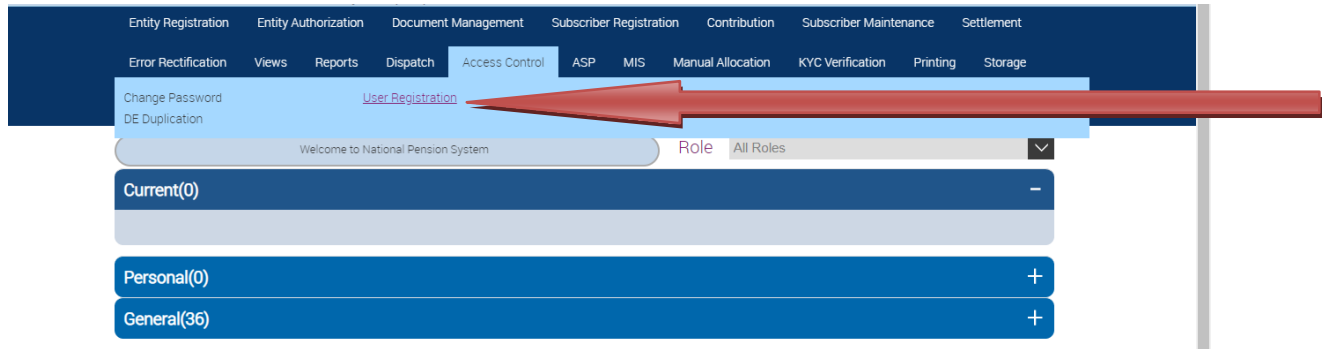 Entity Registration Entity Authorization Document Management Subscriber Registration Contribution Subscriber Maintenance Settlement
Error Rectification Views Reports Dispatch Access Control ASP MIS Manual Allocation KYC Verification Printing Storage
Change Password User Registration
DE Duplication
Welcome to National Pension System Role All Roles
Current(0) −
Personal(0) +
General(36) +